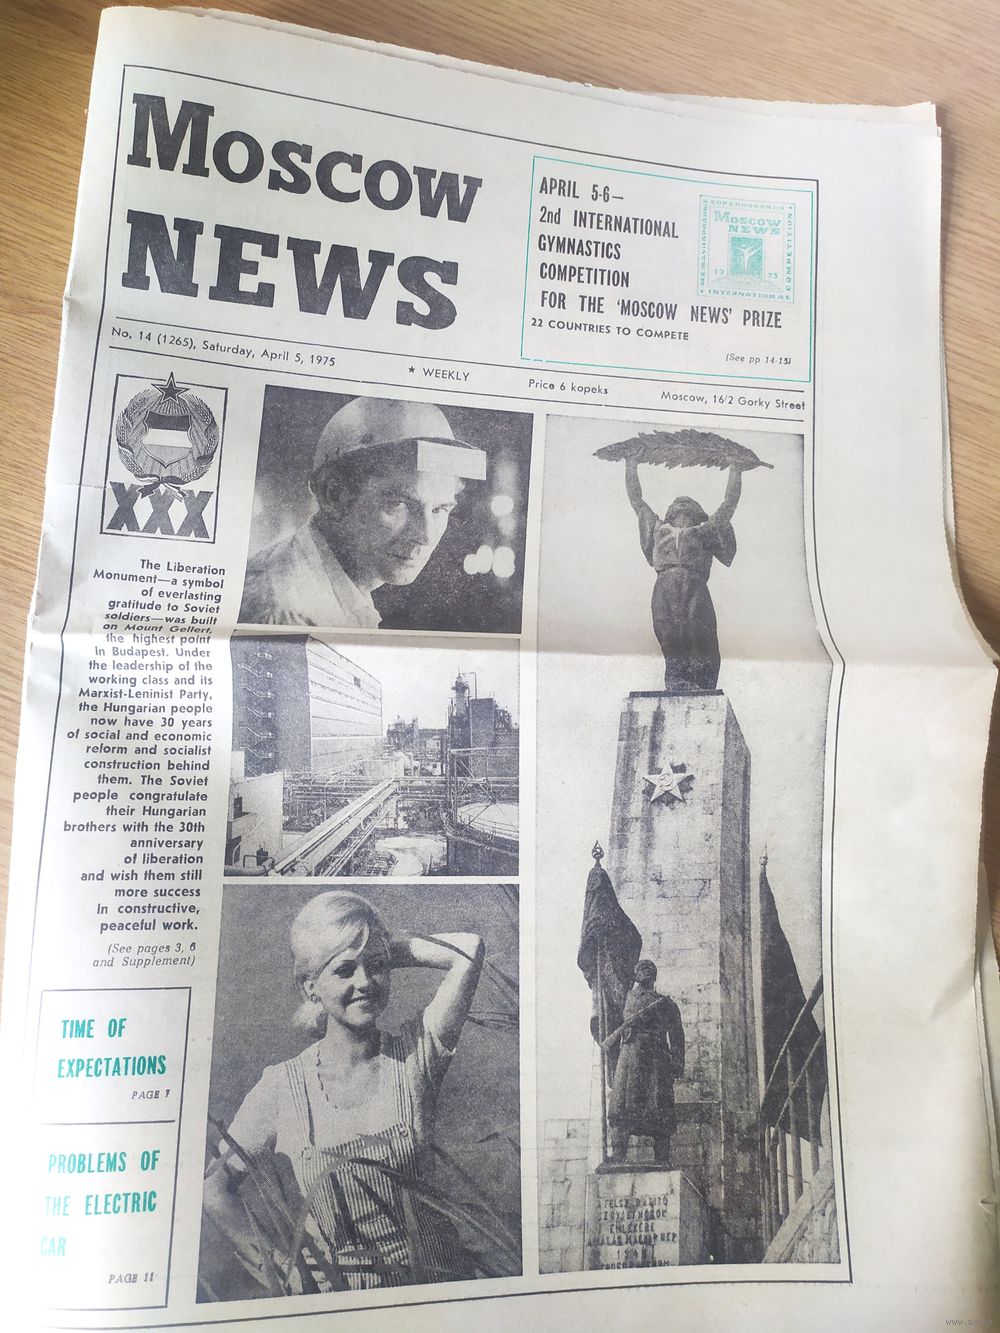 MOSCOW
NEWS
APRIL 5-6—
2nd INTERNATIONAL
GYMNASTICS
COMPETITION
FOR THE 'MOSCOW NEWS' PRIZE
22 COUNTRIES TO COMPETE
(See pp 14-15)
МЕЖДУНАРОДНЫЕ
СОРЕВНОВАНИЯ
MOSCOW
NEWS
1975
INTERNATIONAL
COMPETITION
No. 14 (1265), Saturday, April 5, 1975
★ WEEKLY
Price 6 kopeks
Moscow, 16/2 Gorky Street
XXX
The Liberation
Monument—a symbol
of everlasting
gratitude to Soviet
soldiers—was built
on Mount Gellert,
the highest point
in Budapest. Under
the leadership of the
working class and its
Marxist-Leninist Party,
the Hungarian people
now have 30 years
of social and economic
reform and socialist
construction behind
them. The Soviet
people congratulate
their Hungarian
brothers with the 30th
anniversary
of liberation
and wish them still
more success
in constructive,
peaceful work.
(See pages 3, 6
and Supplement)
TIME OF
EXPECTATIONS
PAGE 7
PROBLEMS OF
THE ELECTRIC
CAR
PAGE 11